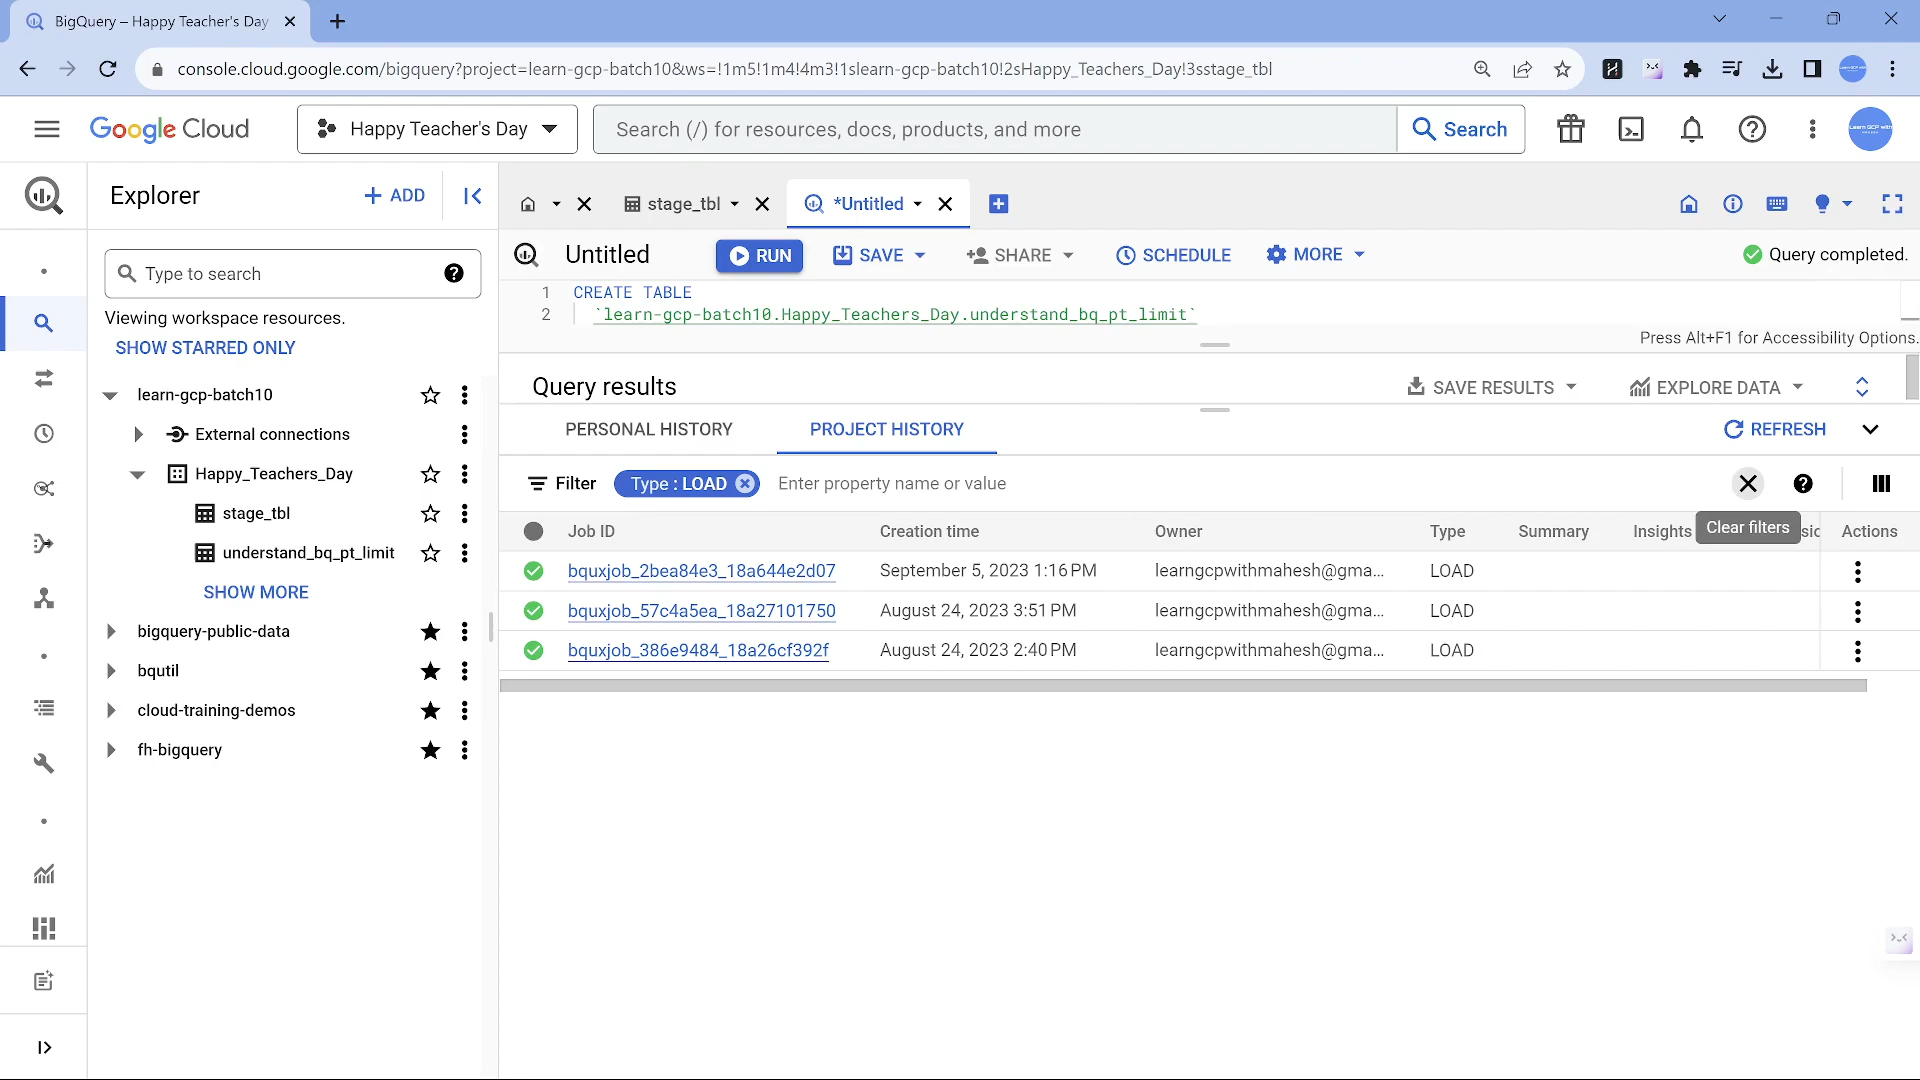 BigQuery – Happy Teacher's Day
console.cloud.google.com/bigquery?project=learn-gcp-batch10&ws=!1m5!1m4!4m3!1slearn-gcp-batch10!2sHappy_Teachers_Day!3sstage_tbl
Google Cloud
Happy Teacher's Day
Search (/) for resources, docs, products, and more
Search
Explorer
+ ADD
stage_tbl
*Untitled
Untitled
RUN
SAVE
SHARE
SCHEDULE
MORE
Query completed.
Type to search
Viewing workspace resources.
SHOW STARRED ONLY
learn-gcp-batch10
External connections
Happy_Teachers_Day
stage_tbl
understand_bq_pt_limit
SHOW MORE
bigquery-public-data
bqutil
cloud-training-demos
fh-bigquery
1 CREATE TABLE
2 `learn-gcp-batch10.Happy_Teachers_Day.understand_bq_pt_limit`
Press Alt+F1 for Accessibility Options.
Query results
SAVE RESULTS
EXPLORE DATA
PERSONAL HISTORY
PROJECT HISTORY
REFRESH
Filter
Type : LOAD
Enter property name or value
Clear filters
Job ID Creation time Owner Type Summary Insights Actions
bquxjob_2bea84e3_18a644e2d07 September 5, 2023 1:16 PM learngcpwithmahesh@gma... LOAD
bquxjob_57c4a5ea_18a27101750 August 24, 2023 3:51 PM learngcpwithmahesh@gma... LOAD
bquxjob_386e9484_18a26cf392f August 24, 2023 2:40 PM learngcpwithmahesh@gma... LOAD